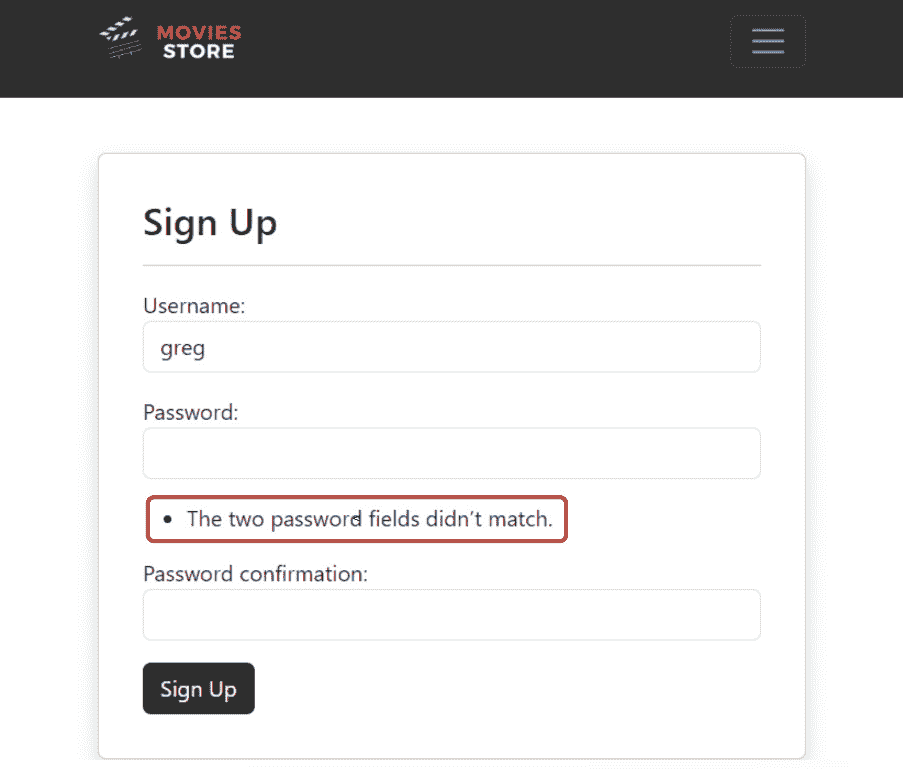 MOVIES
STORE
Sign Up
Username:
greg
Password:
• The two password fields didn’t match.
Password confirmation:
Sign Up